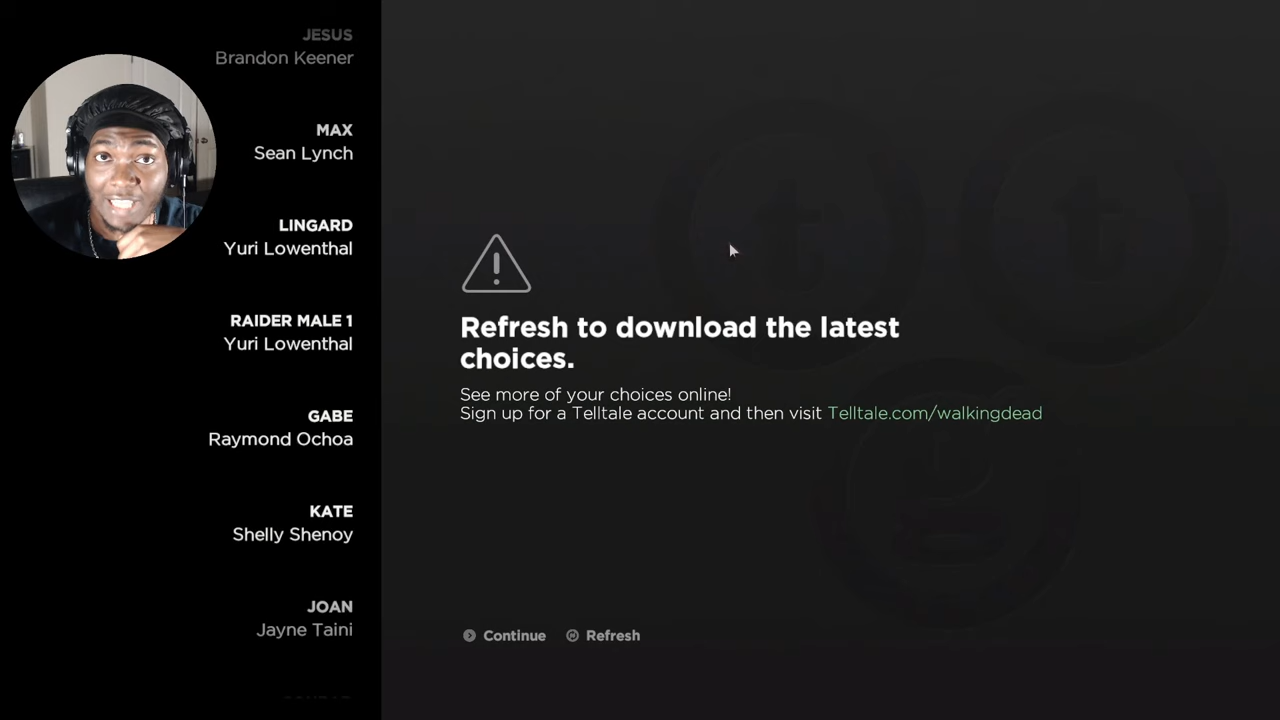 JESUS
Brandon Keener
MAX
Sean Lynch
LINGARD
Yuri Lowenthal
RAIDER MALE 1
Yuri Lowenthal
GABE
Raymond Ochoa
KATE
Shelly Shenoy
JOAN
Jayne Taini
Refresh to download the latest
choices.
See more of your choices online!
Sign up for a Telltale account and then visit Telltale.com/walkingdead
Continue
Refresh